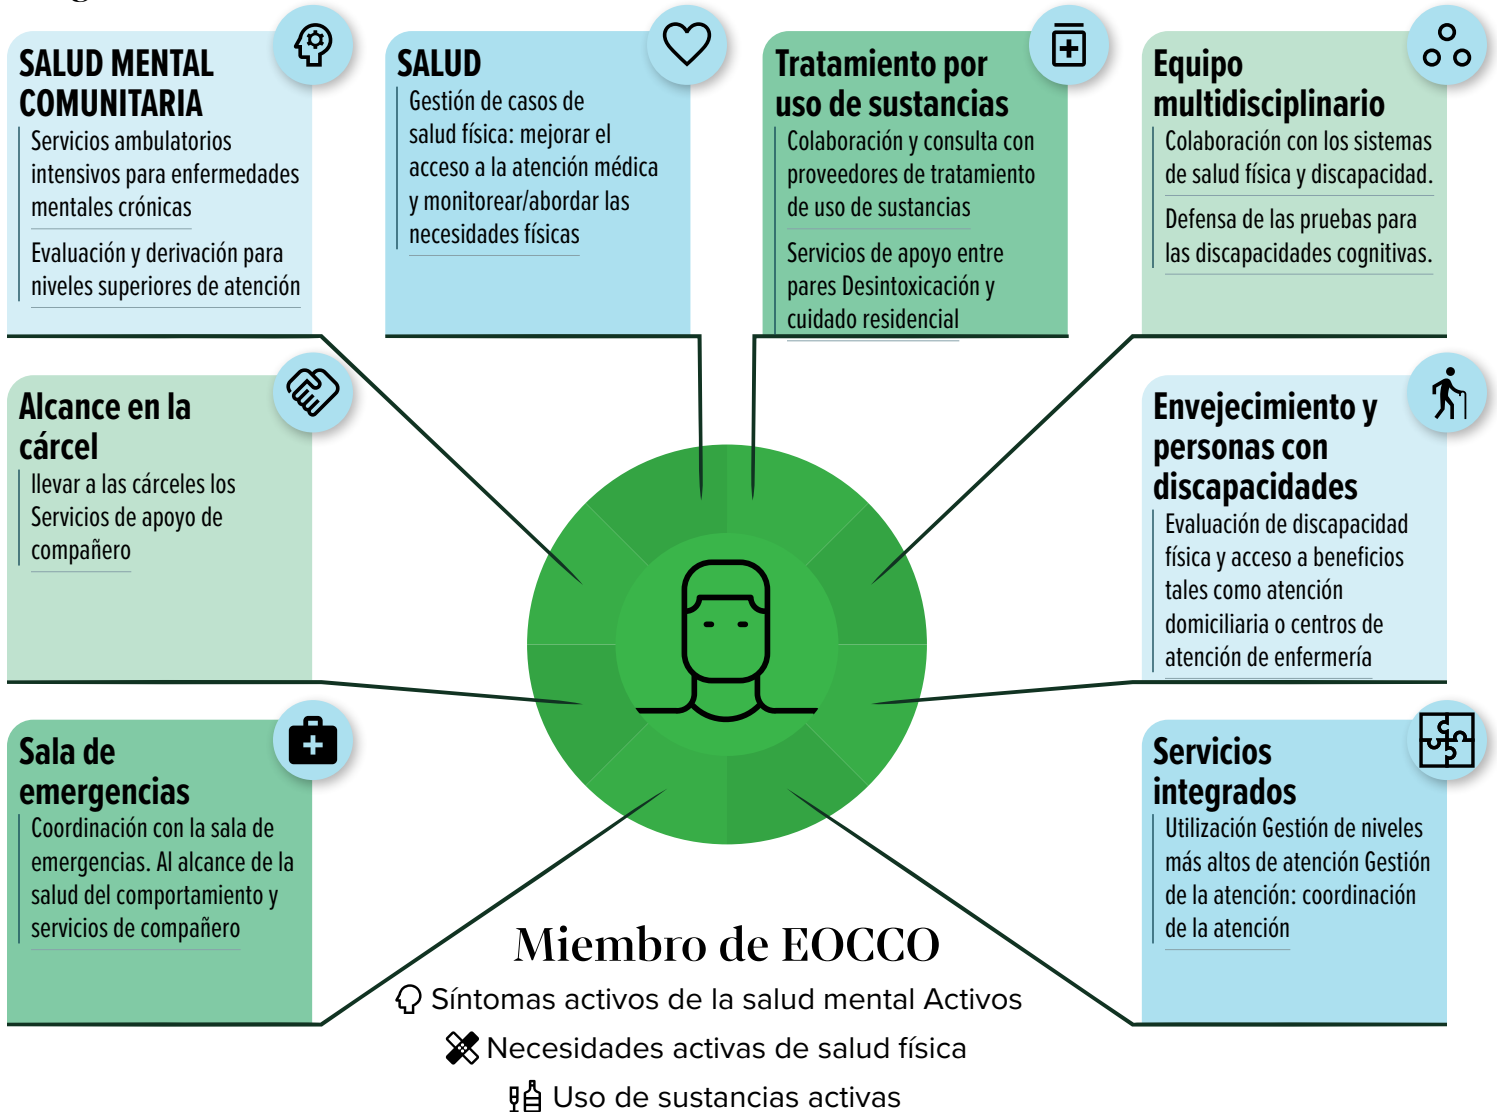 SALUD MENTAL
COMUNITARIA
Servicios ambulatorios
intensivos para enfermedades
mentales crónicas
Evaluación y derivación para
niveles superiores de atención
SALUD
Gestión de casos de
salud física: mejorar el
acceso a la atención médica
y monitorear/abordar las
necesidades físicas
Tratamiento por
uso de sustancias
Colaboración y consulta con
proveedores de tratamiento
de uso de sustancias
Servicios de apoyo entre
pares Desintoxicación y
cuidado residencial
Equipo
multidisciplinario
Colaboración con los sistemas
de salud física y discapacidad.
Defensa de las pruebas para
las discapacidades cognitivas.
Alcance en la
cárcel
llevar a las cárceles los
Servicios de apoyo de
compañero
Envejecimiento y
personas con
discapacidades
Evaluación de discapacidad
física y acceso a beneficios
tales como atención
domiciliaria o centros de
atención de enfermería
Sala de
emergencias
Coordinación con la sala de
emergencias. Al alcance de la
salud del comportamiento y
servicios de compañero
Servicios
integrados
Utilización Gestión de niveles
más altos de atención Gestión
de la atención: coordinación
de la atención
Miembro de EOCCO
Síntomas activos de la salud mental Activos
Necesidades activas de salud física
Uso de sustancias activas